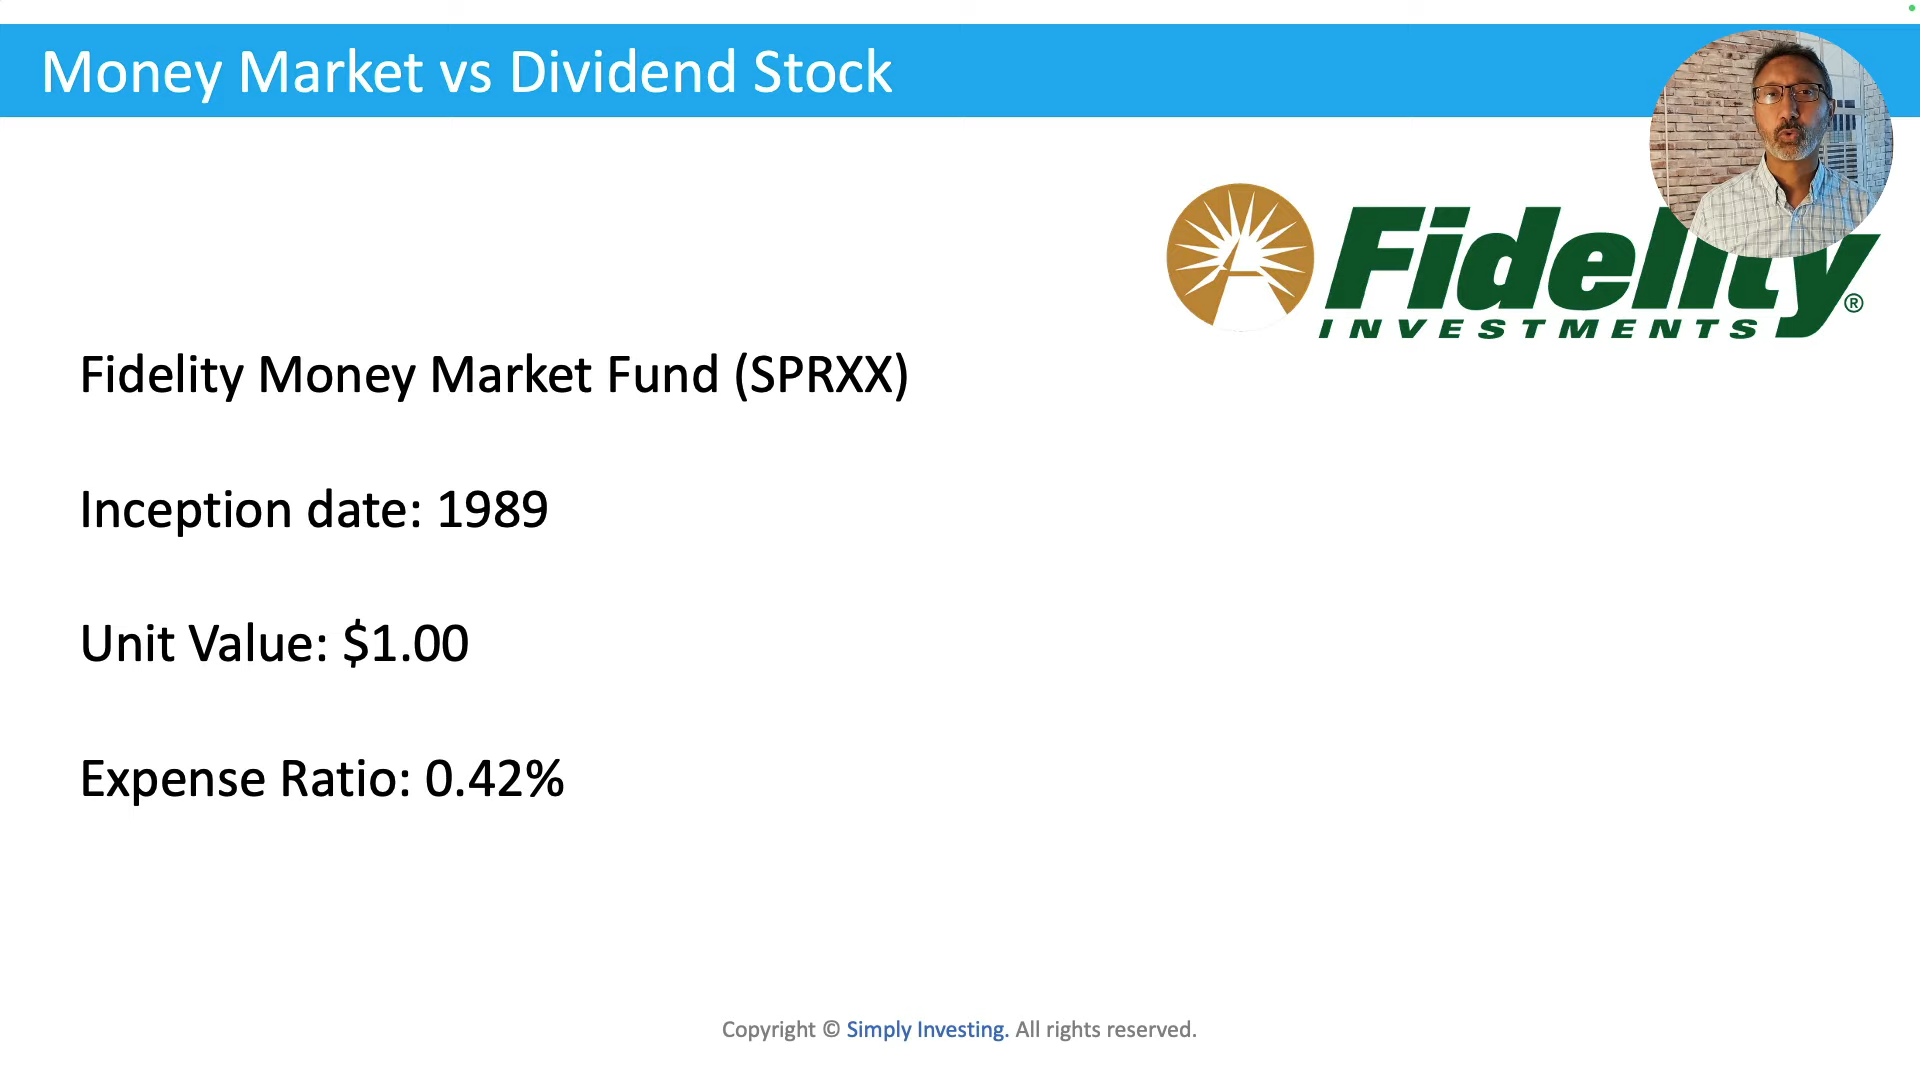 Money Market vs Dividend Stock
Fidelity
INVESTMENTS ®
Fidelity Money Market Fund (SPRXX)
Inception date: 1989
Unit Value: $1.00
Expense Ratio: 0.42%
Copyright © Simply Investing. All rights reserved.